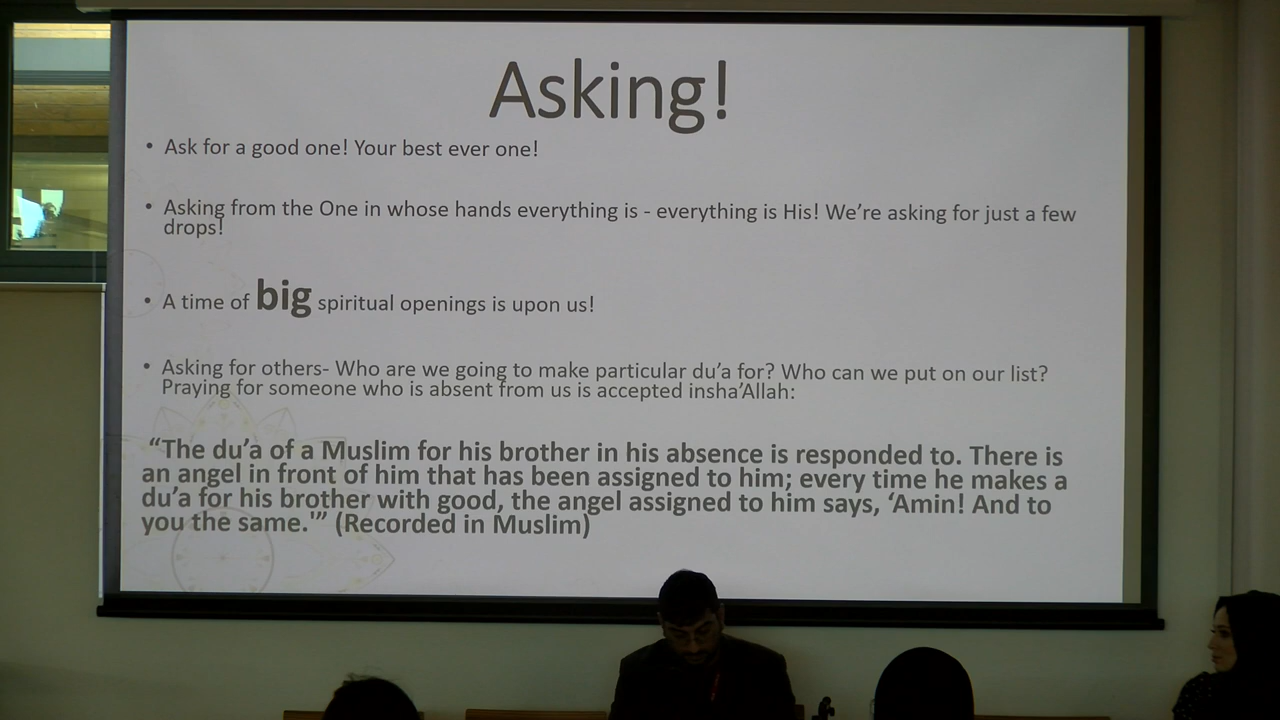 Asking!
• Ask for a good one! Your best ever one!
• Asking from the One in whose hands everything is - everything is His! We’re asking for just a few
drops!
• A time of big spiritual openings is upon us!
• Asking for others- Who are we going to make particular du’a for? Who can we put on our list?
Praying for someone who is absent from us is accepted insha’Allah:
“The du’a of a Muslim for his brother in his absence is responded to. There is
an angel in front of him that has been assigned to him; every time he makes a
du’a for his brother with good, the angel assigned to him says, ‘Amin! And to
you the same.'” (Recorded in Muslim)